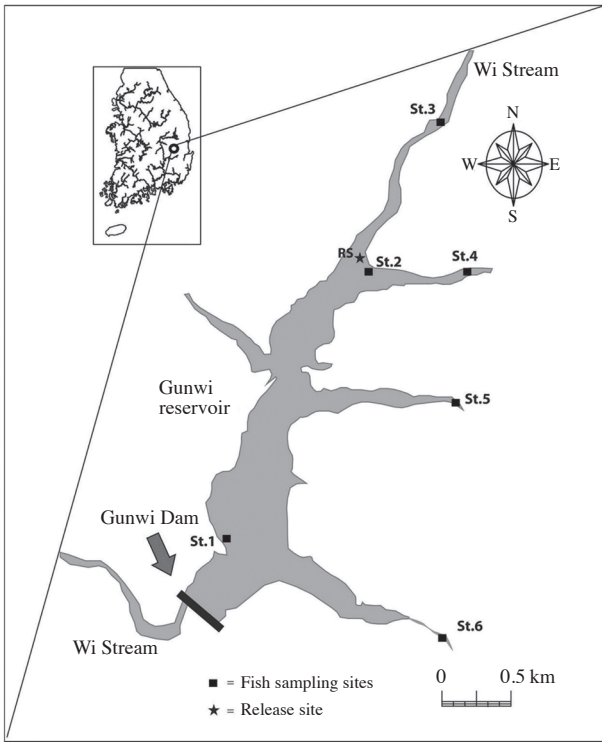 Wi Stream
St.3
N
W
E
S
RS
St.2
St.4
Gunwi
reservoir
St.5
Gunwi Dam
St.1
Wi Stream
St.6
■ = Fish sampling sites
★ = Release site
0 0.5 km